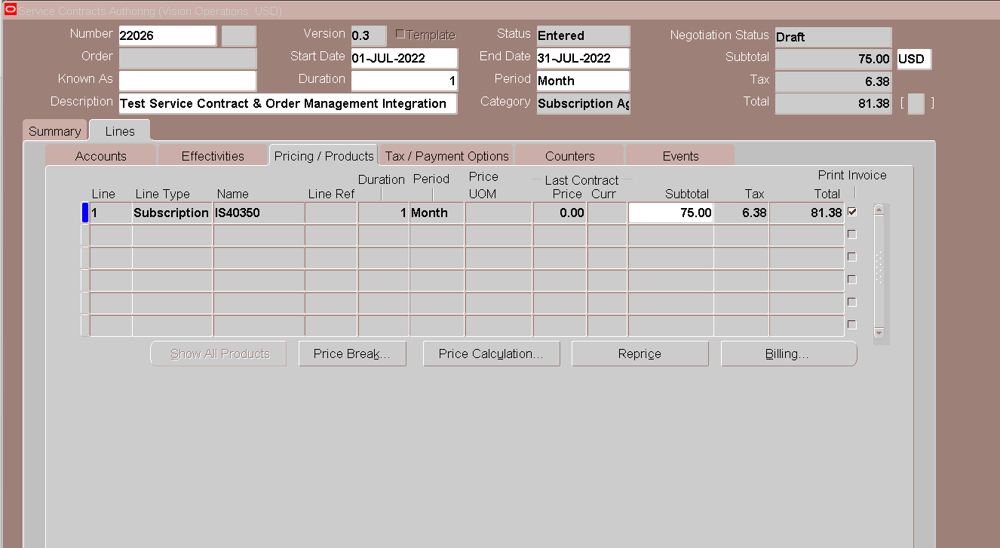 Service Contracts Authoring (Vision Operations, USD)
Number 22026 Version 0.3 Template Status Entered Negotiation Status Draft
Order Start Date 01-JUL-2022 End Date 31-JUL-2022 Subtotal 75.00 USD
Known As Duration 1 Period Month Tax 6.38
Description Test Service Contract & Order Management Integration Category Subscription Ag Total 81.38 [ ]
Summary Lines
Accounts Effectivities Pricing / Products Tax / Payment Options Counters Events
Duration Period Price Last Contract Print Invoice
Line Line Type Name Line Ref UOM Price Curr Subtotal Tax Total
1 Subscription IS40350 1 Month 0.00 75.00 6.38 81.38
Show All Products Price Break... Price Calculation... Reprice Billing...